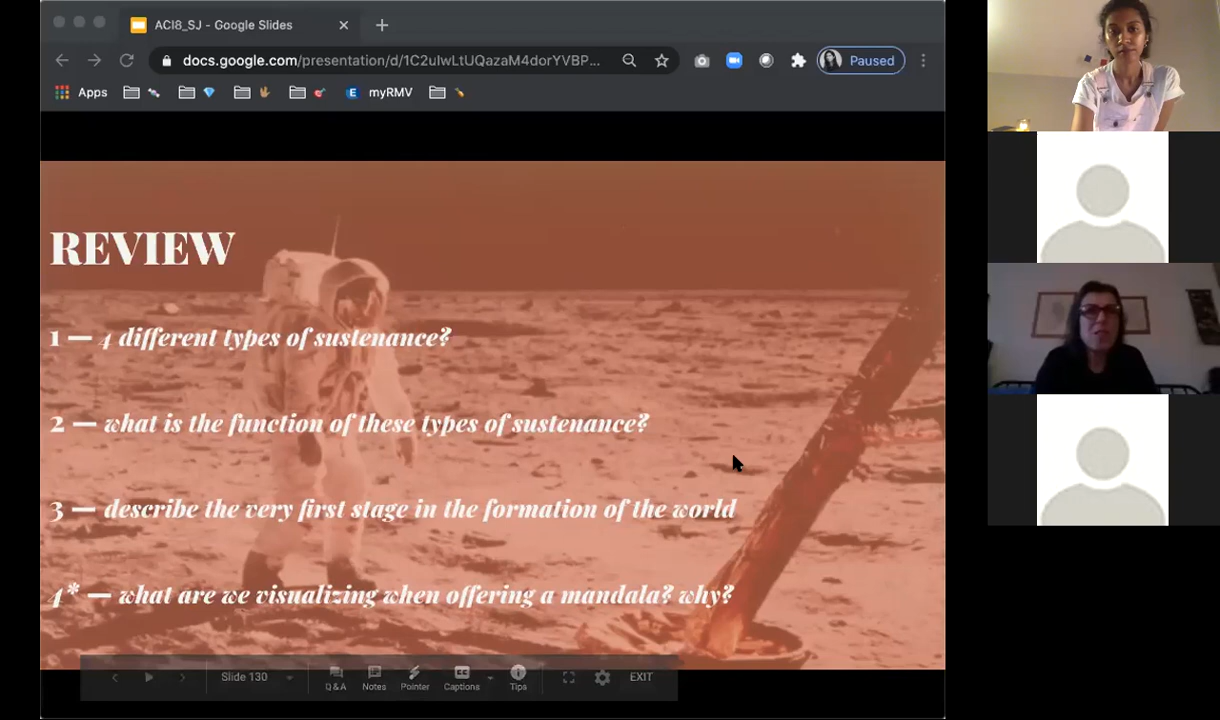 ACI8_SJ - Google Slides
docs.google.com/presentation/d/1C2uIwLtUQazaM4dorYVBP...
Paused
Apps
myRMV
REVIEW
1 — 4 different types of sustenance?
2 — what is the function of these types of sustenance?
3 — describe the very first stage in the formation of the world
4* — what are we visualizing when offering a mandala? why?
Slide 130
Q&A
Notes
Pointer
Captions
Tips
EXIT